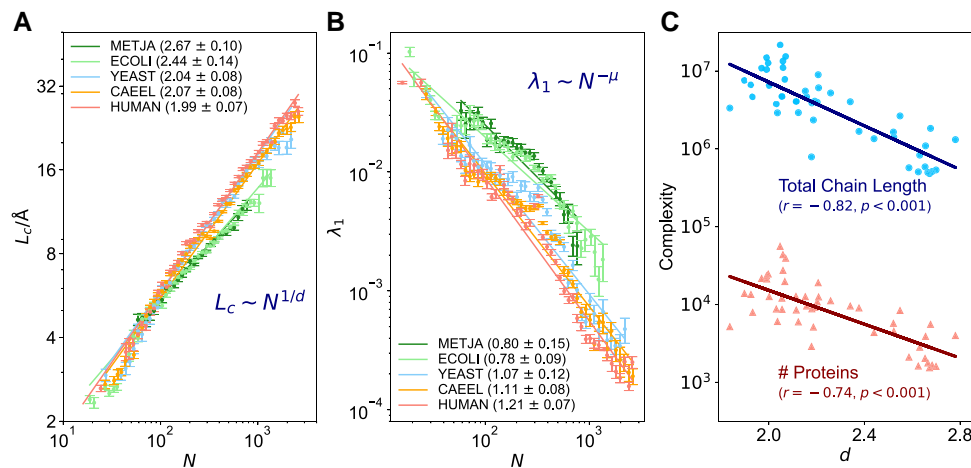 A
METJA (2.67 ± 0.10)
ECOLI (2.44 ± 0.14)
YEAST (2.04 ± 0.08)
CAEEL (2.07 ± 0.08)
HUMAN (1.99 ± 0.07)
L_c ~ N^{1/d}
L_c/Å
32
16
8
4
2
10^1
10^2
10^3
N
B
λ_1 ~ N^{−μ}
METJA (0.80 ± 0.15)
ECOLI (0.78 ± 0.09)
YEAST (1.07 ± 0.12)
CAEEL (1.11 ± 0.08)
HUMAN (1.21 ± 0.07)
λ_1
10^{−1}
10^{−2}
10^{−3}
10^{−4}
10^2
10^3
N
C
Total Chain Length
(r = − 0.82, p < 0.001)
# Proteins
(r = − 0.74, p < 0.001)
Complexity
10^7
10^6
10^5
10^4
10^3
2.0
2.4
2.8
d